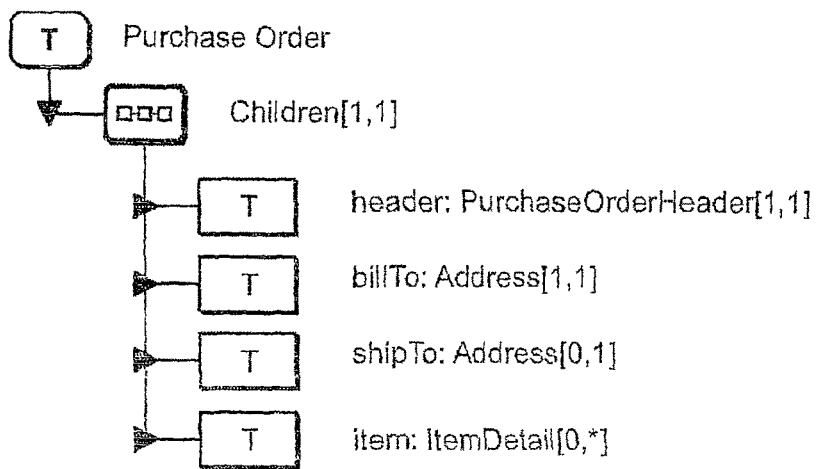 T Purchase Order
Children[1,1]
T header: PurchaseOrderHeader[1,1]
T billTo: Address[1,1]
T shipTo: Address[0,1]
T item: ItemDetail[0,*]